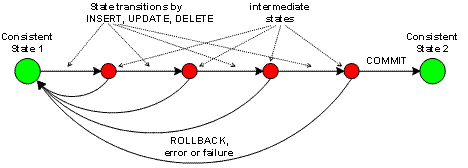 State transitions by
INSERT, UPDATE, DELETE
intermediate
states
Consistent
State 1
Consistent
State 2
COMMIT
ROLLBACK,
error or failure